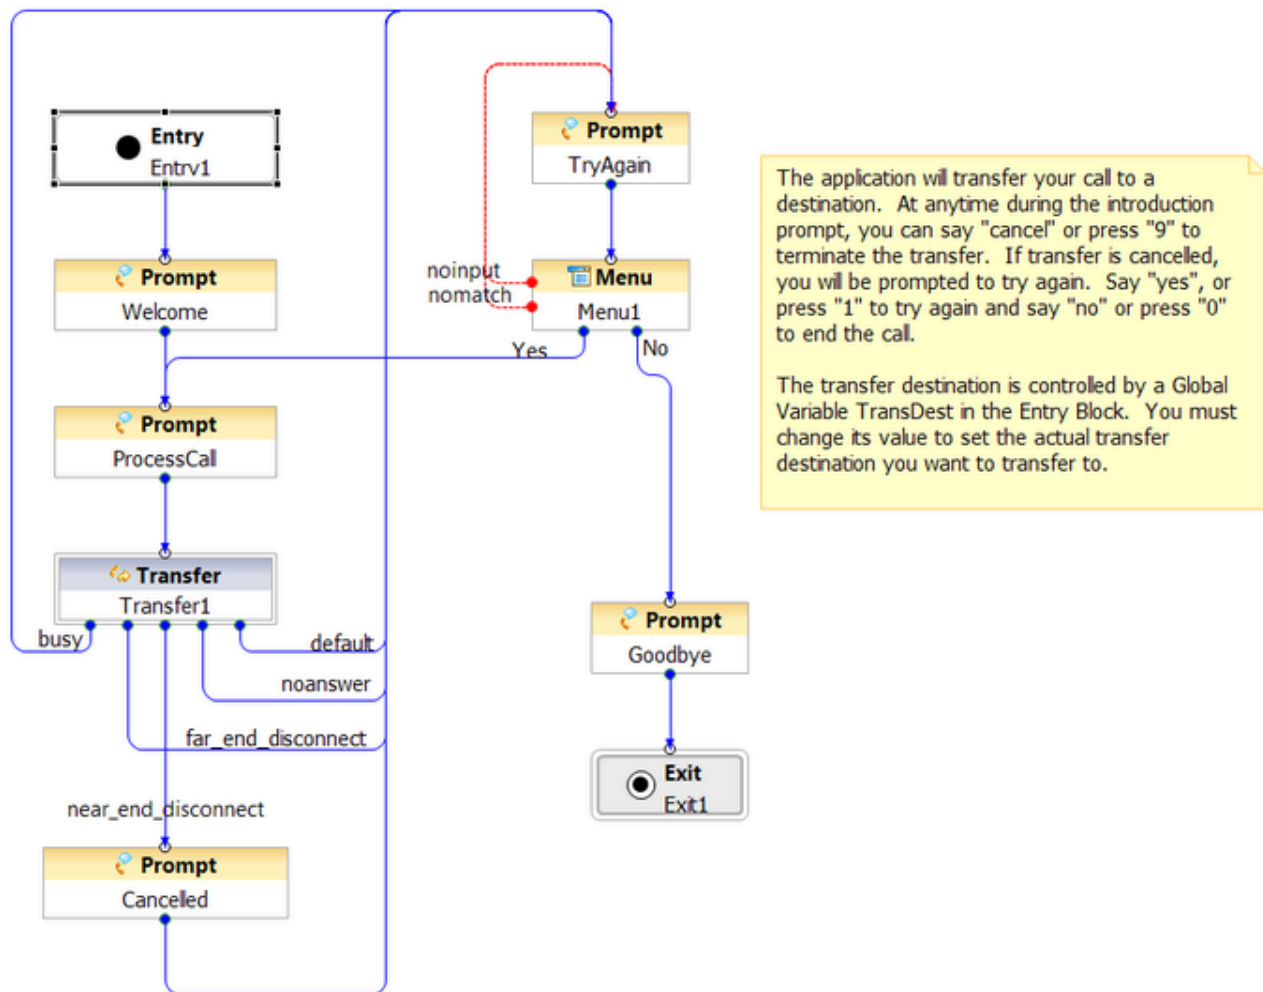 Entry
Entry1
Prompt
Welcome
Prompt
ProcessCall
Transfer
Transfer1
busy
default
noanswer
far_end_disconnect
near_end_disconnect
Prompt
Cancelled
Prompt
TryAgain
noinput
nomatch
Menu
Menu1
Yes
No
Prompt
Goodbye
Exit
Exit1
The application will transfer your call to a
destination. At anytime during the introduction
prompt, you can say "cancel" or press "9" to
terminate the transfer. If transfer is cancelled,
you will be prompted to try again. Say "yes", or
press "1" to try again and say "no" or press "0"
to end the call.
The transfer destination is controlled by a Global
Variable TransDest in the Entry Block. You must
change its value to set the actual transfer
destination you want to transfer to.